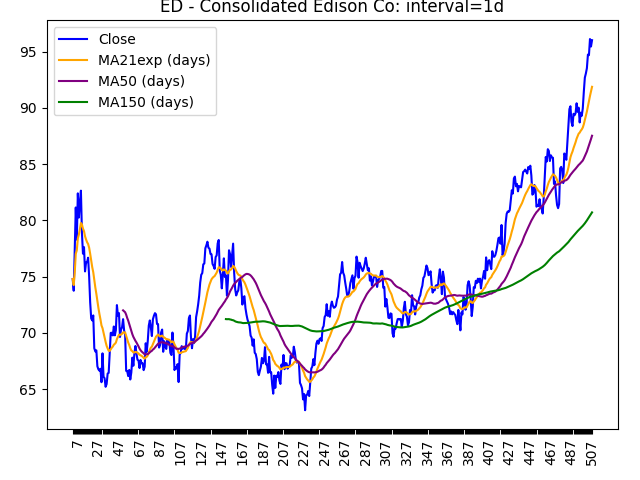 ED - Consolidated Edison Co: interval=1d
Close
MA21exp (days)
MA50 (days)
MA150 (days)
95
90
85
80
75
70
65
7 27 47 67 87 107 127 147 167 187 207 227 247 267 287 307 327 347 367 387 407 427 447 467 487 507